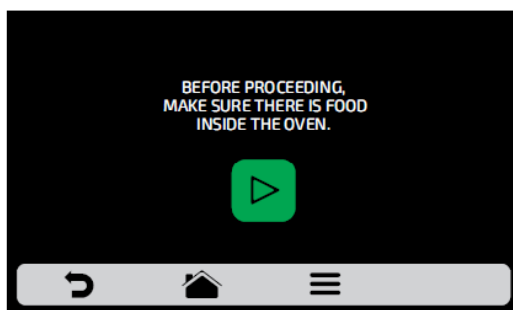 BEFORE PROCEEDING,
MAKE SURE THERE IS FOOD
INSIDE THE OVEN.